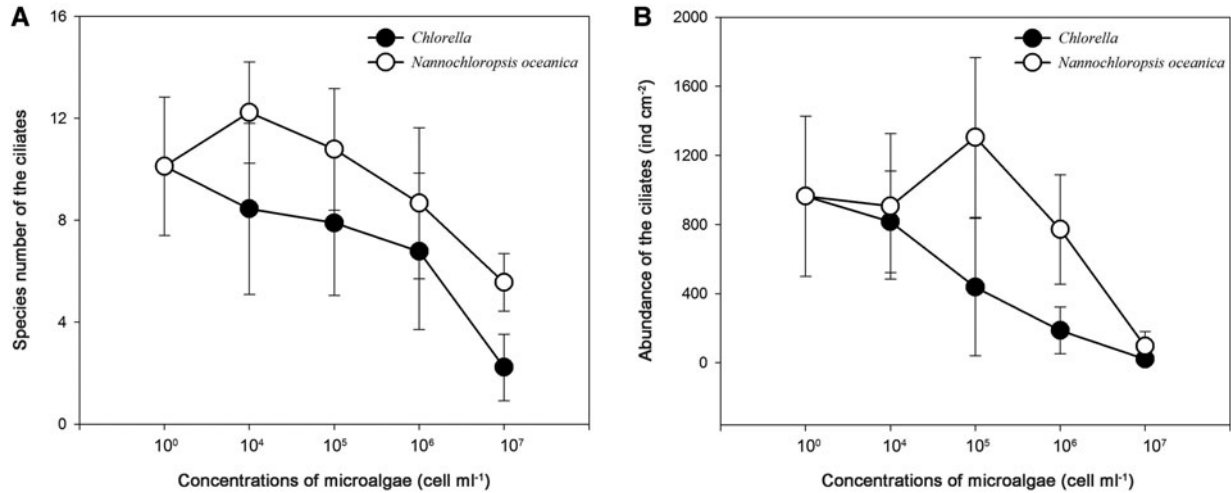 A
16
12
8
4
0
Species number of the ciliates
Chlorella
Nannochloropsis oceanica
10⁰
10⁴
10⁵
10⁶
10⁷
Concentrations of microalgae (cell ml⁻¹)
B
2000
1600
1200
800
400
0
Abundance of the ciliates (ind cm⁻²)
Chlorella
Nannochloropsis oceanica
10⁰
10⁴
10⁵
10⁶
10⁷
Concentrations of microalgae (cell ml⁻¹)